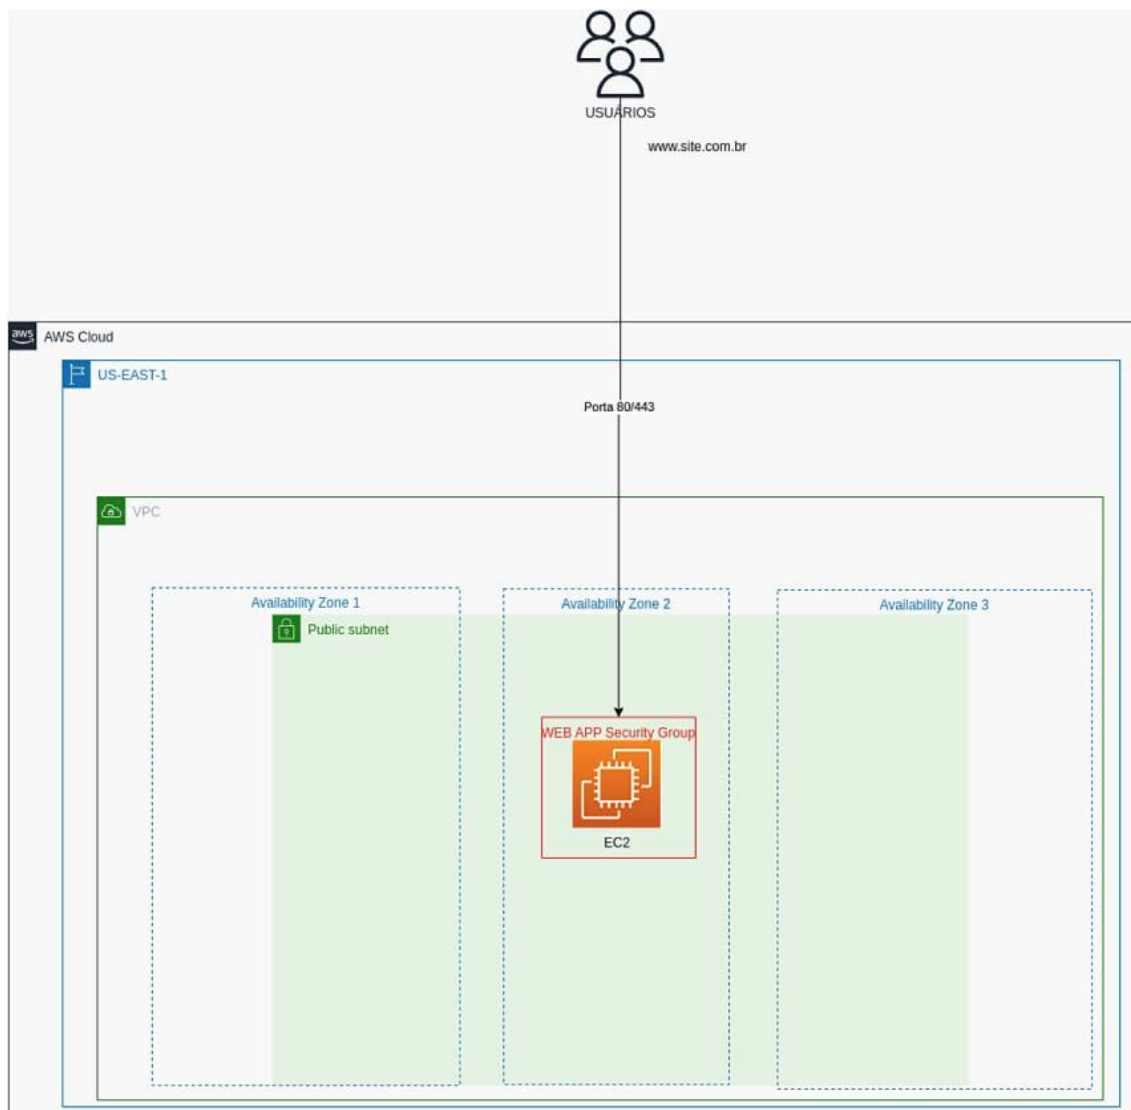 USUÁRIOS
www.site.com.br
aws
AWS Cloud
US-EAST-1
Porta 80/443
VPC
Availability Zone 1
Availability Zone 2
Availability Zone 3
Public subnet
WEB APP Security Group
EC2